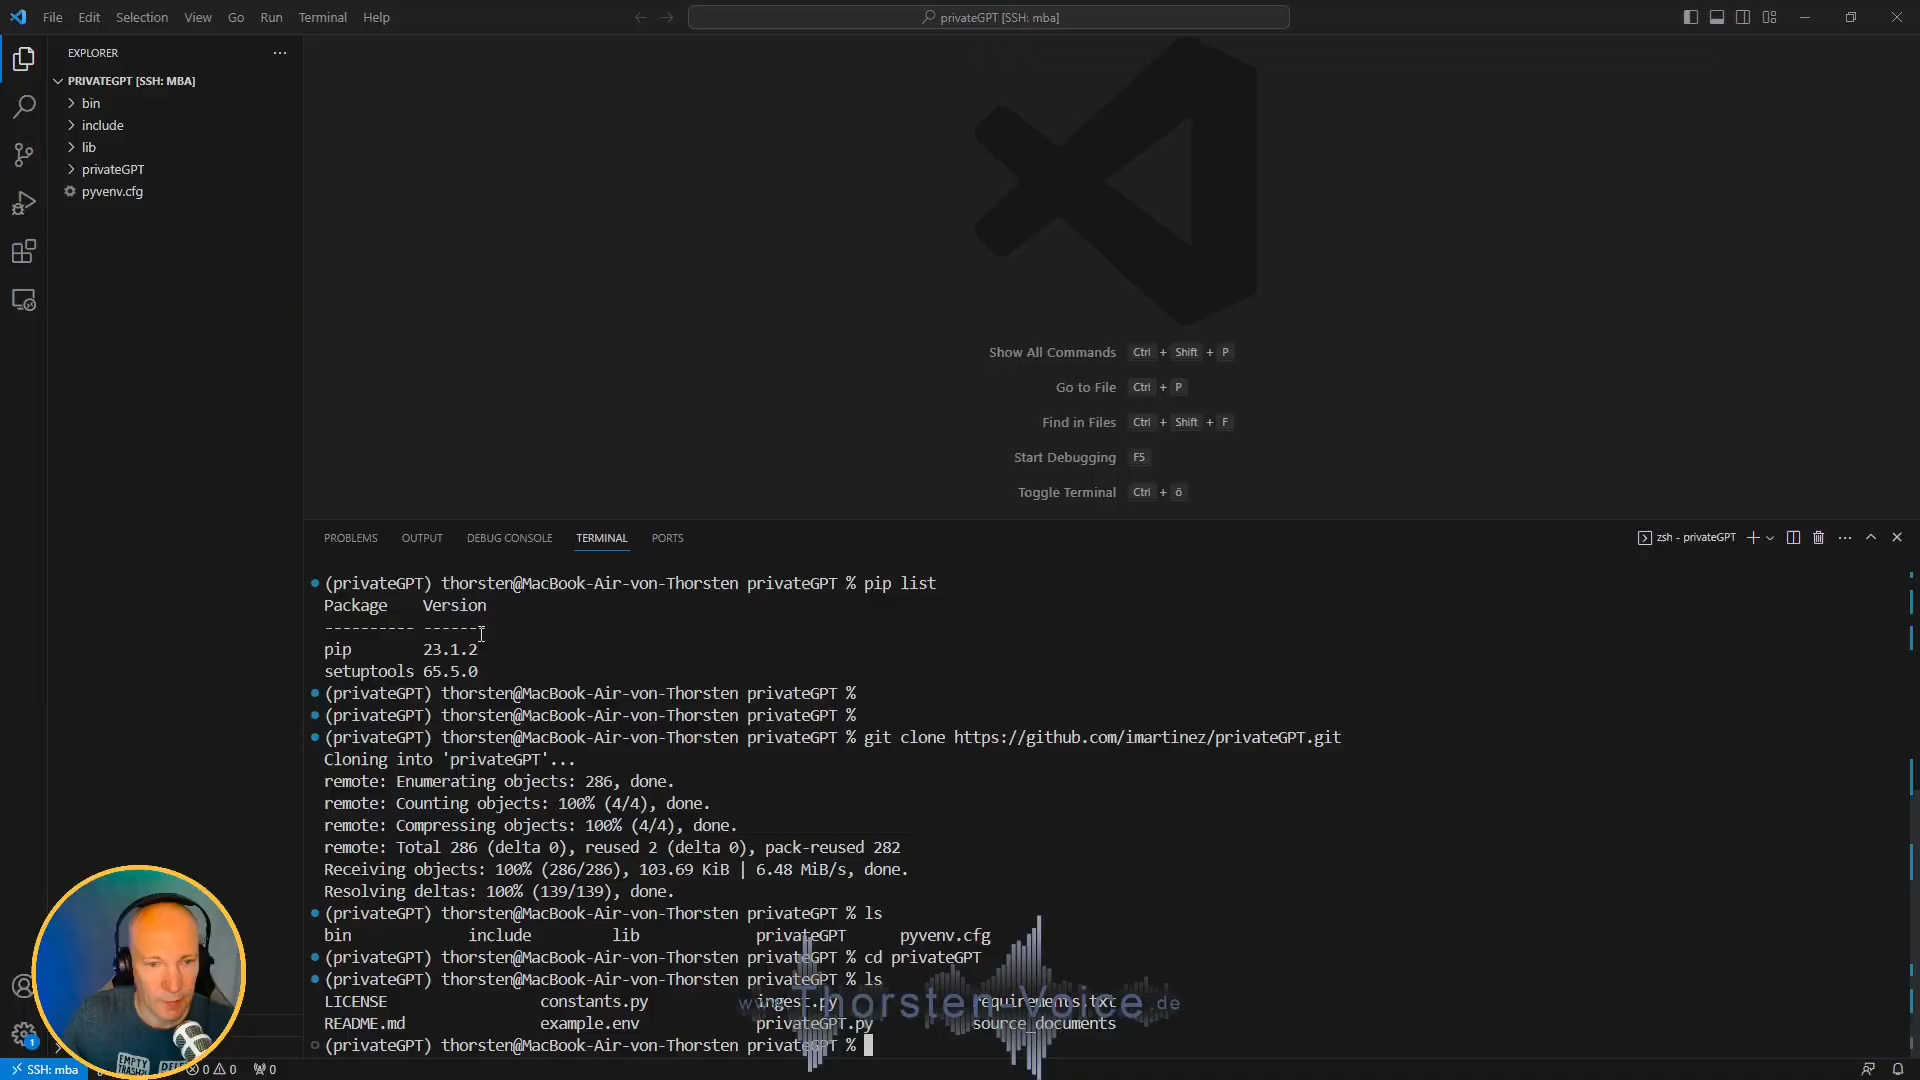 File Edit Selection View Go Run Terminal Help
privateGPT [SSH: mba]
EXPLORER
PRIVATEGPT [SSH: MBA]
bin
include
lib
privateGPT
pyvenv.cfg
Show All Commands Ctrl + Shift + P
Go to File Ctrl + P
Find in Files Ctrl + Shift + F
Start Debugging F5
Toggle Terminal Ctrl + ö
PROBLEMS OUTPUT DEBUG CONSOLE TERMINAL PORTS
zsh - privateGPT
(privateGPT) thorsten@MacBook-Air-von-Thorsten privateGPT % pip list
Package Version
---------- -------
pip 23.1.2
setuptools 65.5.0
(privateGPT) thorsten@MacBook-Air-von-Thorsten privateGPT %
(privateGPT) thorsten@MacBook-Air-von-Thorsten privateGPT %
(privateGPT) thorsten@MacBook-Air-von-Thorsten privateGPT % git clone https://github.com/imartinez/privateGPT.git
Cloning into 'privateGPT'...
remote: Enumerating objects: 286, done.
remote: Counting objects: 100% (4/4), done.
remote: Compressing objects: 100% (4/4), done.
remote: Total 286 (delta 0), reused 2 (delta 0), pack-reused 282
Receiving objects: 100% (286/286), 103.69 KiB | 6.48 MiB/s, done.
Resolving deltas: 100% (139/139), done.
(privateGPT) thorsten@MacBook-Air-von-Thorsten privateGPT % ls
bin include lib privateGPT pyvenv.cfg
(privateGPT) thorsten@MacBook-Air-von-Thorsten privateGPT % cd privateGPT
(privateGPT) thorsten@MacBook-Air-von-Thorsten privateGPT % ls
LICENSE constants.py ingest.py requirements.txt
www.Thorsten-Voice.de
README.md example.env privateGPT.py source_documents
(privateGPT) thorsten@MacBook-Air-von-Thorsten privateGPT %
EMPTY TRASH
1
SSH: mba 0 0 0